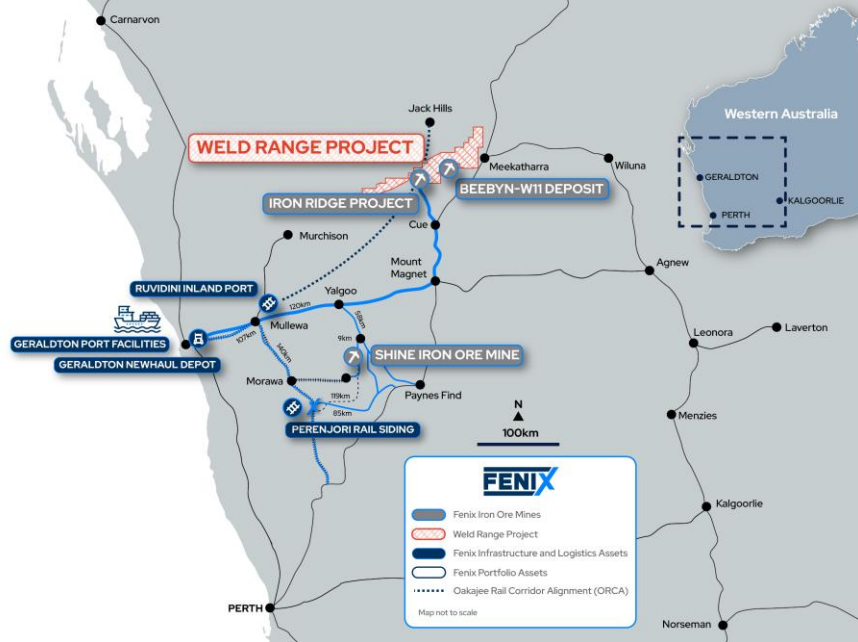 Carnarvon
Jack Hills
Western Australia
WELD RANGE PROJECT
Meekatharra
Wiluna
BEEBYN-W11 DEPOSIT
GERALDTON
IRON RIDGE PROJECT
KALGOORLIE
PERTH
Cue
Murchison
Mount
Magnet
Agnew
RUVIDINI INLAND PORT
Yalgoo
120km
58km
Mullewa
107km
GERALDTON PORT FACILITIES
9km
140km
Leonora
Laverton
GERALDTON NEWHAUL DEPOT
SHINE IRON ORE MINE
Morawa
119km
Paynes Find
85km
PERENJORI RAIL SIDING
N
100km
Menzies
FENIX
Fenix Iron Ore Mines
Weld Range Project
Fenix Infrastructure and Logistics Assets
Fenix Portfolio Assets
Oakajee Rail Corridor Alignment (ORCA)
Map not to scale
Kalgoorlie
PERTH
Norseman